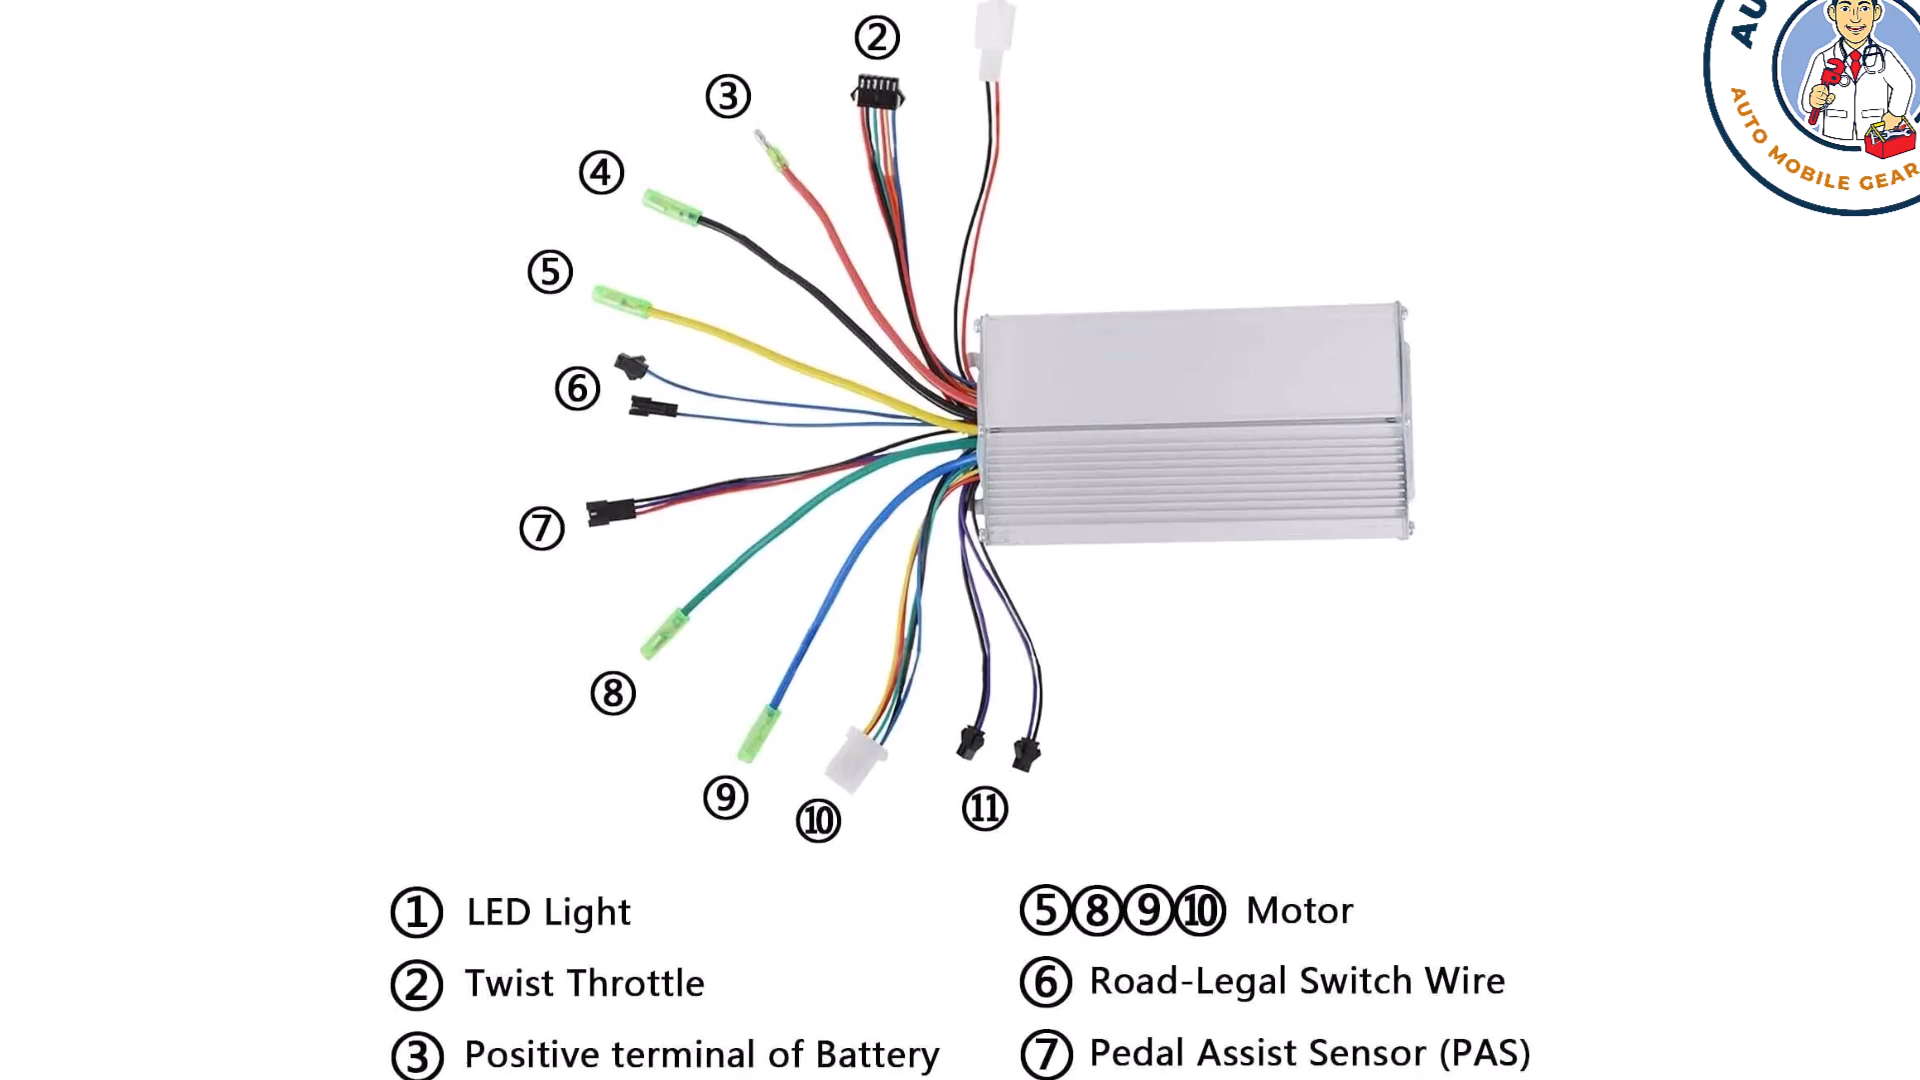 ②
③
④
⑤
⑥
⑦
⑧
⑨
⑩
⑪
AU
AUTO MOBILE GEAR
① LED Light
② Twist Throttle
③ Positive terminal of Battery
⑤⑧⑨⑩ Motor
⑥ Road-Legal Switch Wire
⑦ Pedal Assist Sensor (PAS)